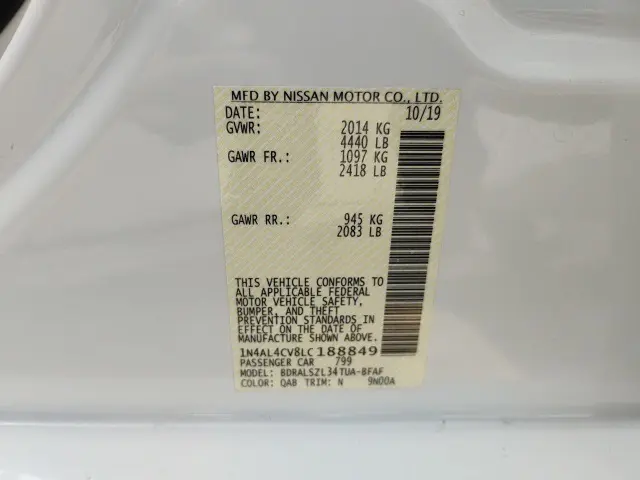 MFD BY NISSAN MOTOR CO., LTD.
DATE: 10/19
GVWR: 2014 KG
4440 LB
GAWR FR.: 1097 KG
2418 LB
GAWR RR.: 945 KG
2083 LB
THIS VEHICLE CONFORMS TO
ALL APPLICABLE FEDERAL
MOTOR VEHICLE SAFETY,
BUMPER, AND THEFT
PREVENTION STANDARDS IN
EFFECT ON THE DATE OF
MANUFACTURE SHOWN ABOVE.
1N4AL4CV8LC188849
PASSENGER CAR 799
MODEL: BDRALSZL34TUA-BFAF
COLOR: QAB TRIM: N 9N00A